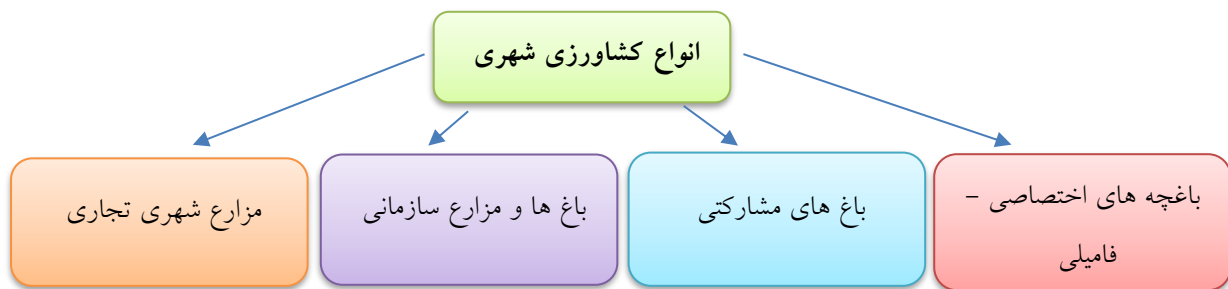 انواع کشاورزی شهری
باغچه های اختصاصی –
فامیلی
باغ های مشارکتی
باغ ها و مزارع سازمانی
مزارع شهری تجاری